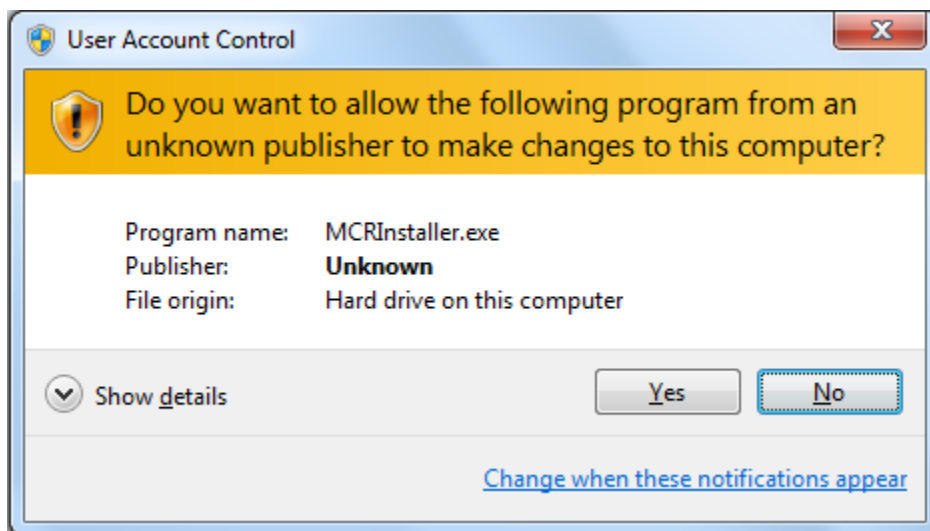 User Account Control
Do you want to allow the following program from an
unknown publisher to make changes to this computer?
Program name: MCRInstaller.exe
Publisher: Unknown
File origin: Hard drive on this computer
Show details
Yes
No
Change when these notifications appear